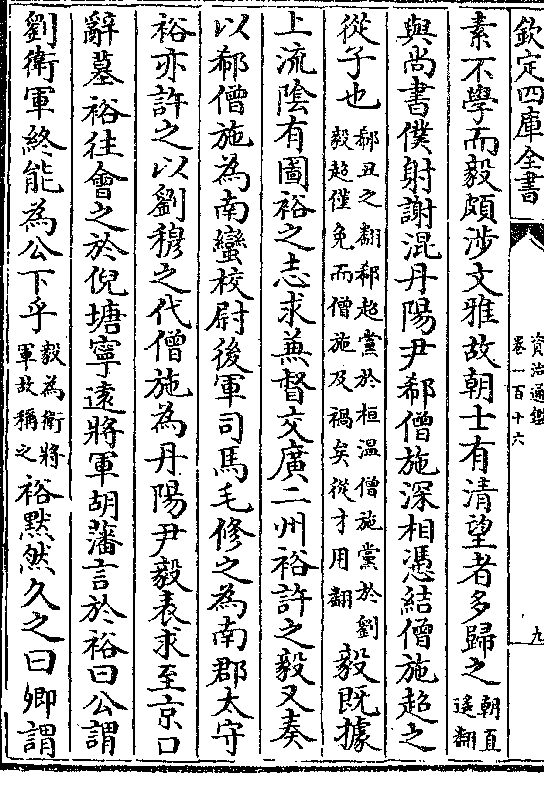 欽定四庫全書
資治通鑑
卷一百十六
九
素不學而毅頗涉文雅故朝士有清望者多歸之朝直遙翻
與尚書僕射謝混丹陽尹郗僧施深相憑結僧施超之
從子也郗丑之翻郗超黨於桓温僧施黨於劉毅超僅免而僧施及禍矣從才用翻毅既據
上流陰有圖裕之志求兼督交廣二州裕許之毅又奏
以郗僧施為南蠻校尉後軍司馬毛修之為南郡太守
裕亦許之以劉穆之代僧施為丹陽尹毅表求至京口
辭墓裕往會之於倪塘寧遠將軍胡藩言於裕曰公謂
劉衛軍終能為公下乎毅為衛將軍故稱之裕默然久之曰卿謂